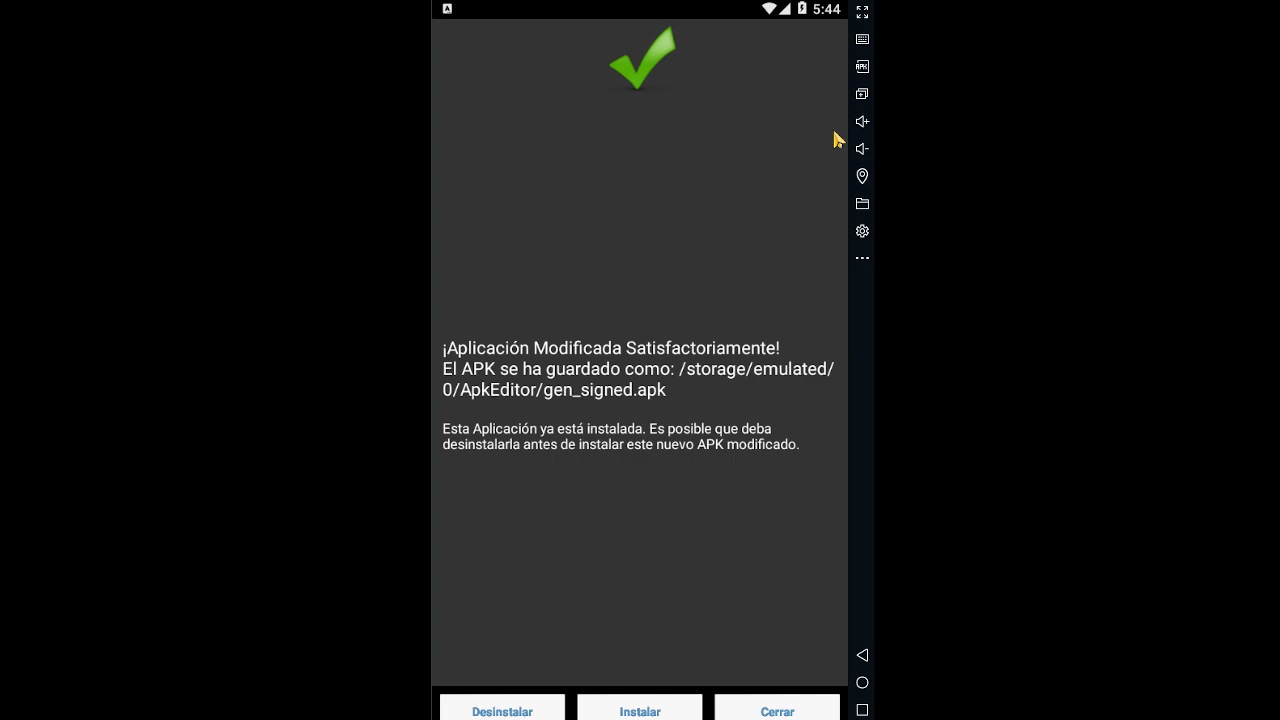 5:44
¡Aplicación Modificada Satisfactoriamente!
El APK se ha guardado como: /storage/emulated/
0/ApkEditor/gen_signed.apk
Esta Aplicación ya está instalada. Es posible que deba
desinstalarla antes de instalar este nuevo APK modificado.
Desinstalar
Instalar
Cerrar